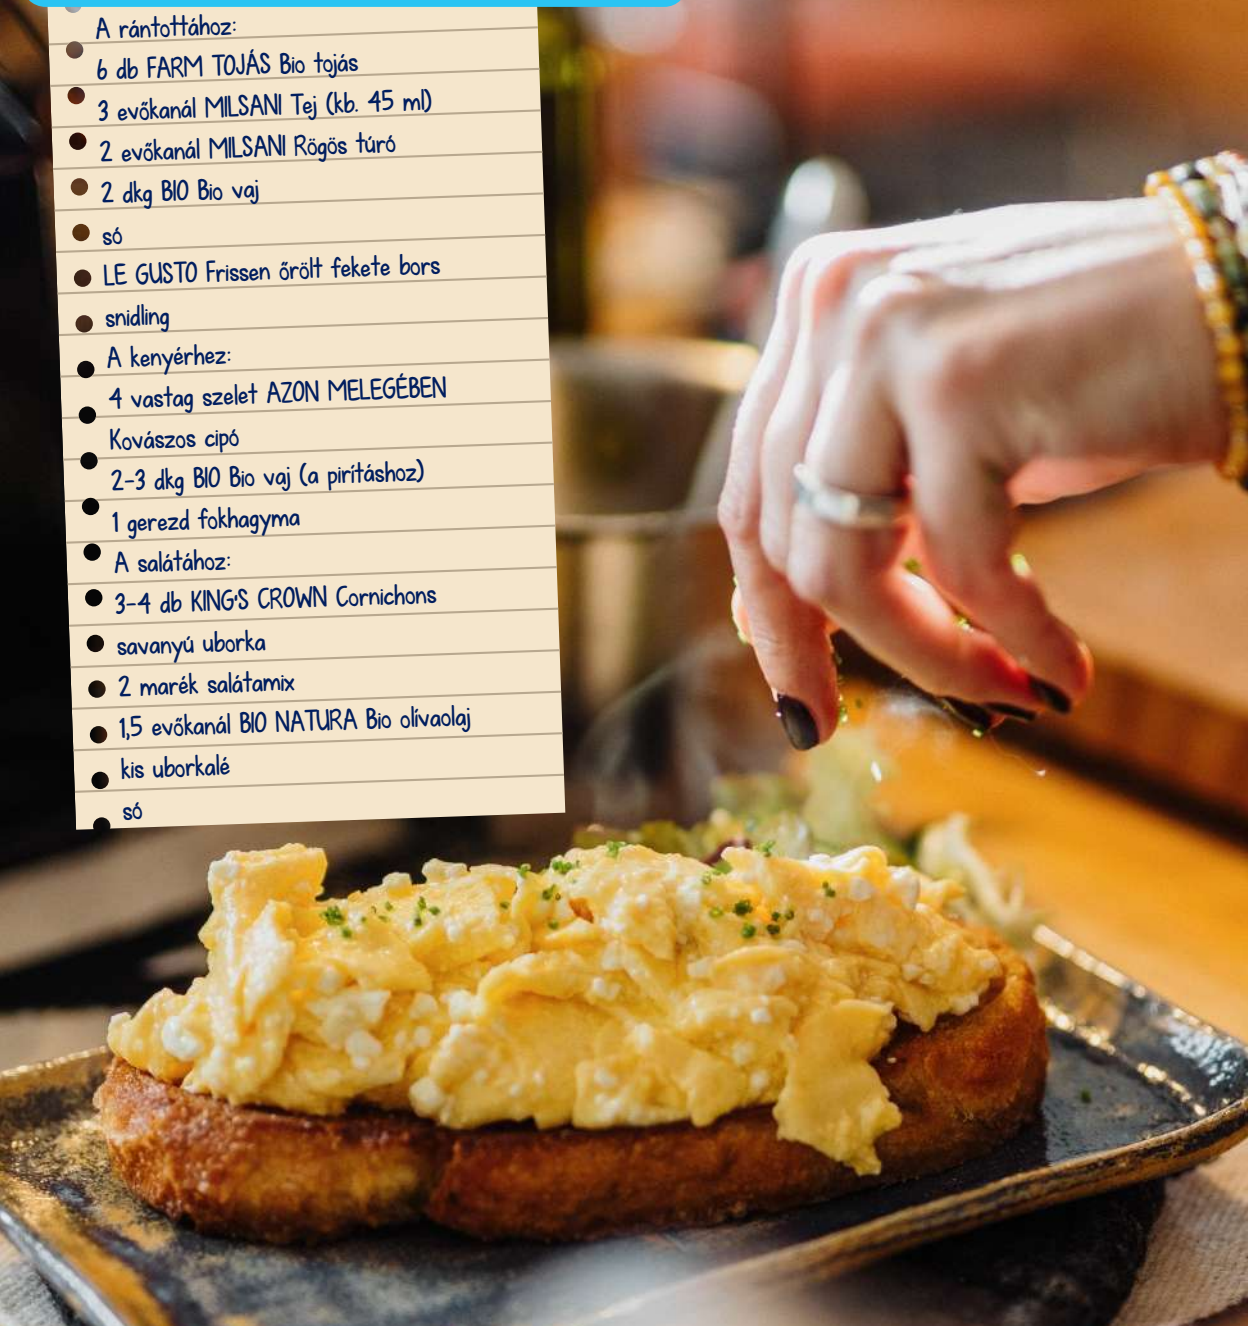 A rántottához:
6 db FARM TOJÁS Bio tojás
3 evőkanál MILSANI Tej (kb. 45 ml)
2 evőkanál MILSANI Rögös túró
2 dkg BIO Bio vaj
só
LE GUSTO Frissen őrölt fekete bors
snidling
A kenyérhez:
4 vastag szelet AZON MELEGÉBEN
Kovászos cipó
2-3 dkg BIO Bio vaj (a pirításhoz)
1 gerezd fokhagyma
A salátához:
3-4 db KING'S CROWN Cornichons
savanyú uborka
2 marék salátamix
1,5 evőkanál BIO NATURA Bio olívaolaj
kis uborkalé
só